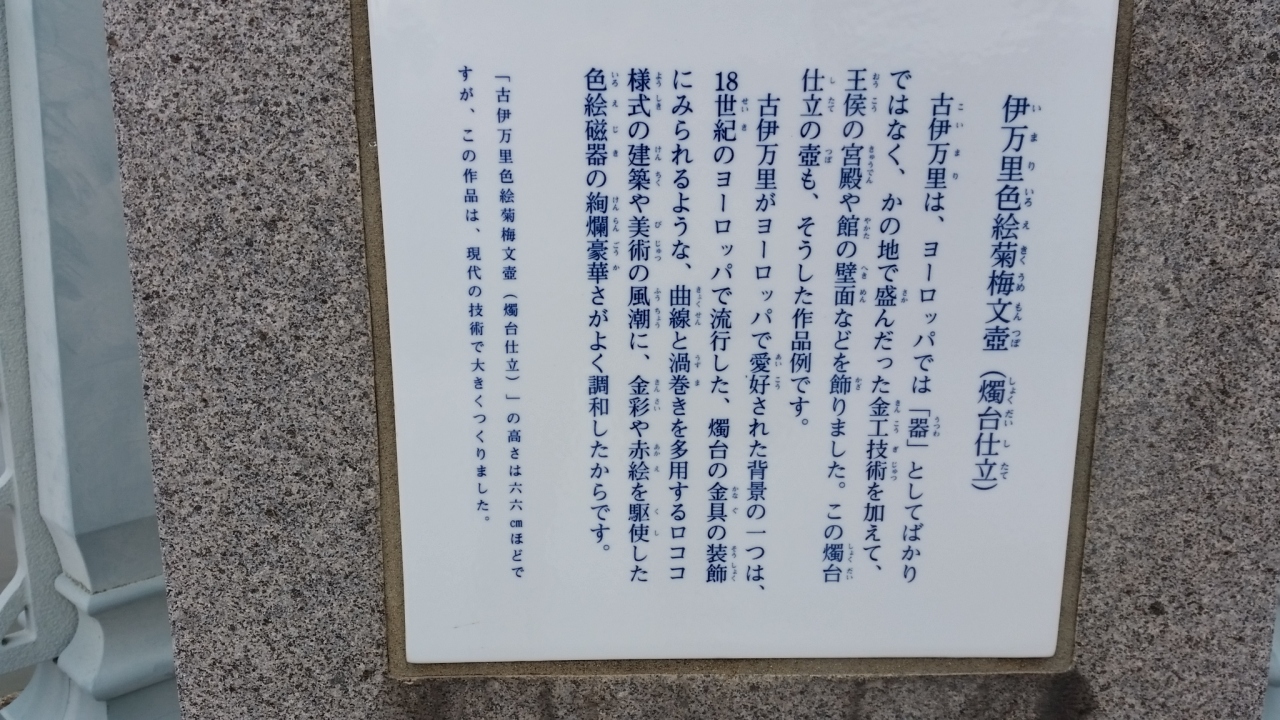 伊万里色絵菊梅文壺（燭台仕立）
古伊万里は、ヨーロッパでは「器」としてばかり
ではなく、かの地で盛んだった金工技術を加えて、
王侯の宮殿や館の壁面などを飾りました。この燭台
仕立の壺も、そうした作品例です。
古伊万里がヨーロッパで愛好された背景の一つは、
18世紀のヨーロッパで流行した、燭台の金具の装飾
にみられるような、曲線と渦巻きを多用するロココ
様式の建築や美術の風潮に、金彩や赤絵を駆使した
色絵磁器の絢爛豪華さがよく調和したからです。
「古伊万里色絵菊梅文壺（燭台仕立）」の高さは六六㎝ほどで
すが、この作品は、現代の技術で大きくつくりました。